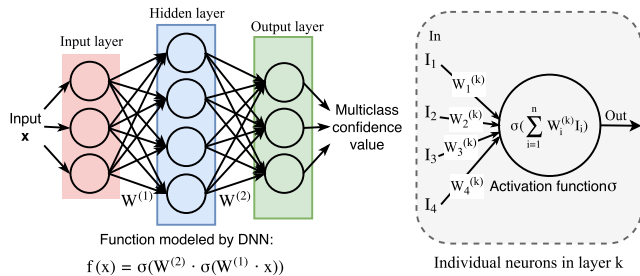 Hidden layer
Input layer
Output layer
Input
x
Multiclass
confidence
value
W⁽¹⁾
W⁽²⁾
Function modeled by DNN:
f (x) = σ(W⁽²⁾ · σ(W⁽¹⁾ · x))
In
I₁
I₂
I₃
I₄
W₁⁽ᵏ⁾
W₂⁽ᵏ⁾
W₃⁽ᵏ⁾
W₄⁽ᵏ⁾
σ(∑ⁿᵢ₌₁ Wᵢ⁽ᵏ⁾Iᵢ)
Out
Activation functionσ
Individual neurons in layer k